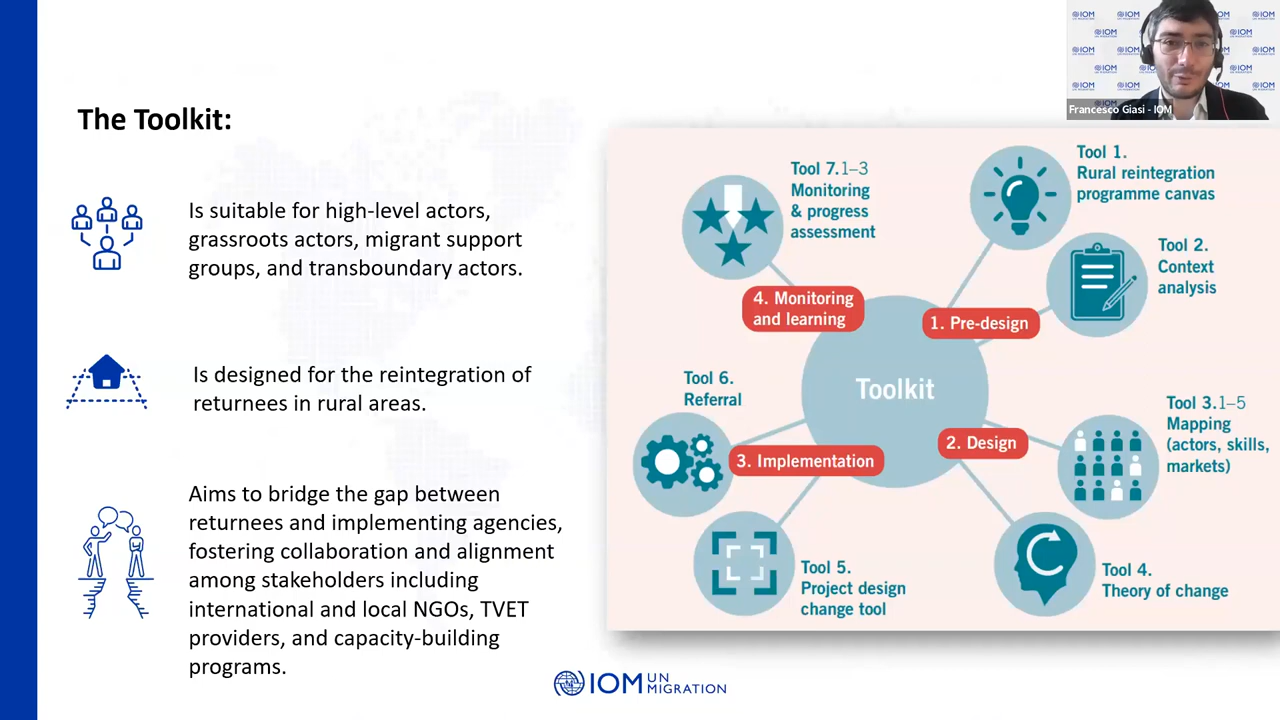 The Toolkit:
Is suitable for high-level actors,
grassroots actors, migrant support
groups, and transboundary actors.
Is designed for the reintegration of
returnees in rural areas.
Aims to bridge the gap between
returnees and implementing agencies,
fostering collaboration and alignment
among stakeholders including
international and local NGOs, TVET
providers, and capacity-building
programs.
Francesco Giasi - IOM
Tool 1.
Rural reintegration
programme canvas
Tool 2.
Context
analysis
1. Pre-design
Tool 3.1–5
Mapping
(actors, skills,
markets)
2. Design
Tool 4.
Theory of change
Tool 5.
Project design
change tool
3. Implementation
Tool 6.
Referral
Tool 7.1–3
Monitoring
& progress
assessment
4. Monitoring
and learning
Toolkit
IOM UN
MIGRATION